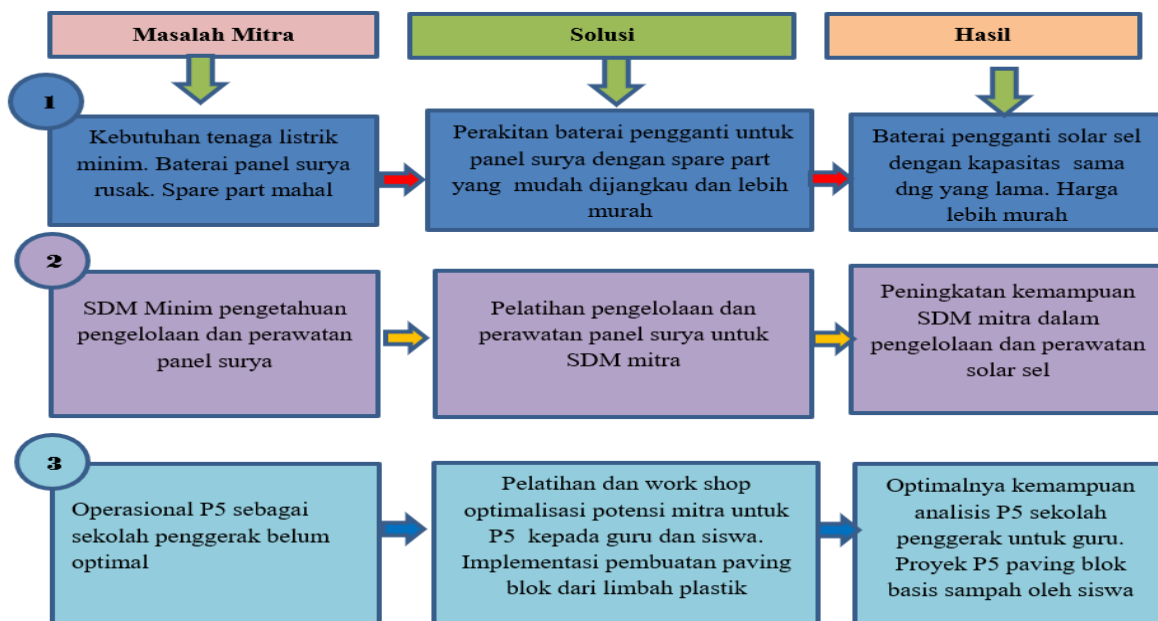 Masalah Mitra
Solusi
Hasil
1
Kebutuhan tenaga listrik
minim. Baterai panel surya
rusak. Spare part mahal
Perakitan baterai pengganti untuk
panel surya dengan spare part
yang mudah dijangkau dan lebih
murah
Baterai pengganti solar sel
dengan kapasitas sama
dng yang lama. Harga
lebih murah
2
SDM Minim pengetahuan
pengelolaan dan perawatan
panel surya
Pelatihan pengelolaan dan
perawatan panel surya untuk
SDM mitra
Peningkatan kemampuan
SDM mitra dalam
pengelolaan dan perawatan
solar sel
3
Operasional P5 sebagai
sekolah penggerak belum
optimal
Pelatihan dan work shop
optimalisasi potensi mitra untuk
P5 kepada guru dan siswa.
Implementasi pembuatan paving
blok dari limbah plastik
Optimalnya kemampuan
analisis P5 sekolah
penggerak untuk guru.
Proyek P5 paving blok
basis sampah oleh siswa